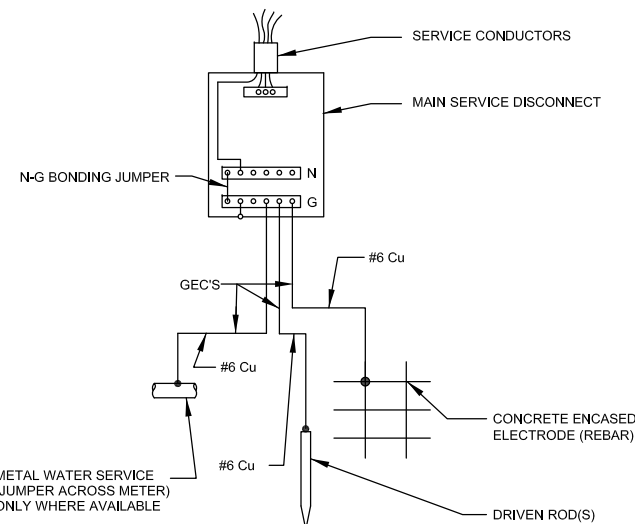 SERVICE CONDUCTORS
MAIN SERVICE DISCONNECT
N-G BONDING JUMPER
N
G
#6 Cu
GEC'S
#6 Cu
#6 Cu
METAL WATER SERVICE
(JUMPER ACROSS METER)
ONLY WHERE AVAILABLE
CONCRETE ENCASED
ELECTRODE (REBAR)
DRIVEN ROD(S)